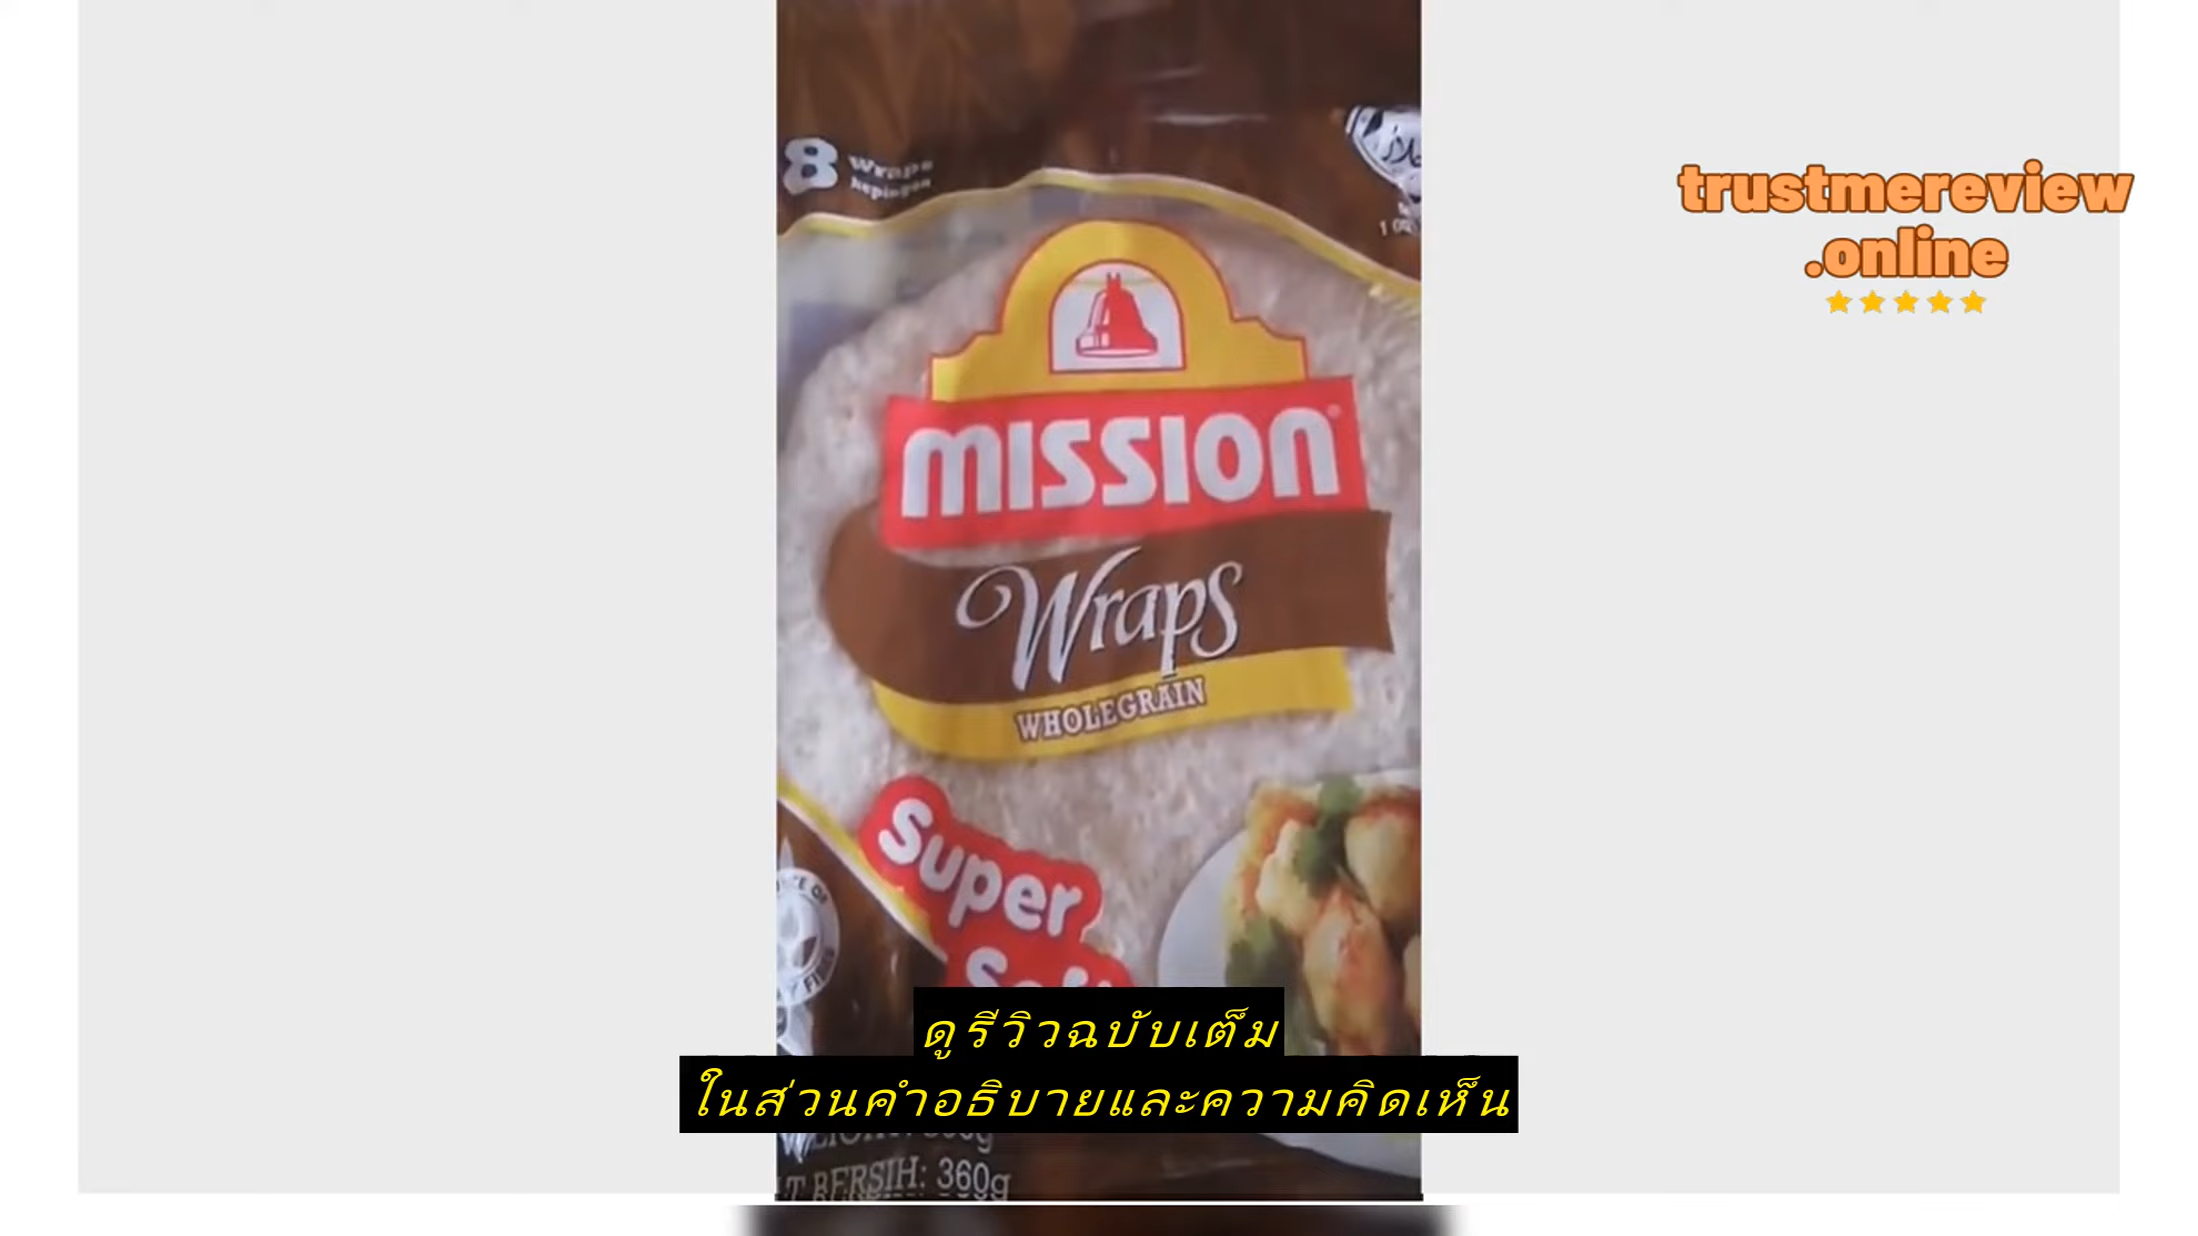 8 Wraps
Kepingan
trustmereview
.online
MISSION®
Wraps
WHOLEGRAIN
Super
ดูรีวิวฉบับเต็ม
ในส่วนคำอธิบายและความคิดเห็น
BERSIH: 360g